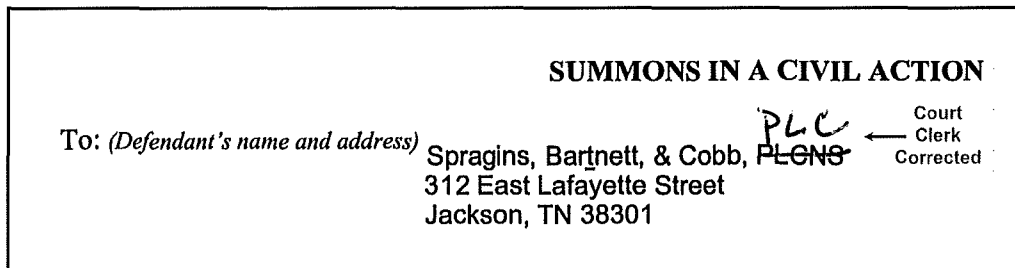 SUMMONS IN A CIVIL ACTION
PLC
Court
Clerk
Corrected
To: (Defendant's name and address) Spragins, Bartnett, & Cobb, PLCNS
312 East Lafayette Street
Jackson, TN 38301